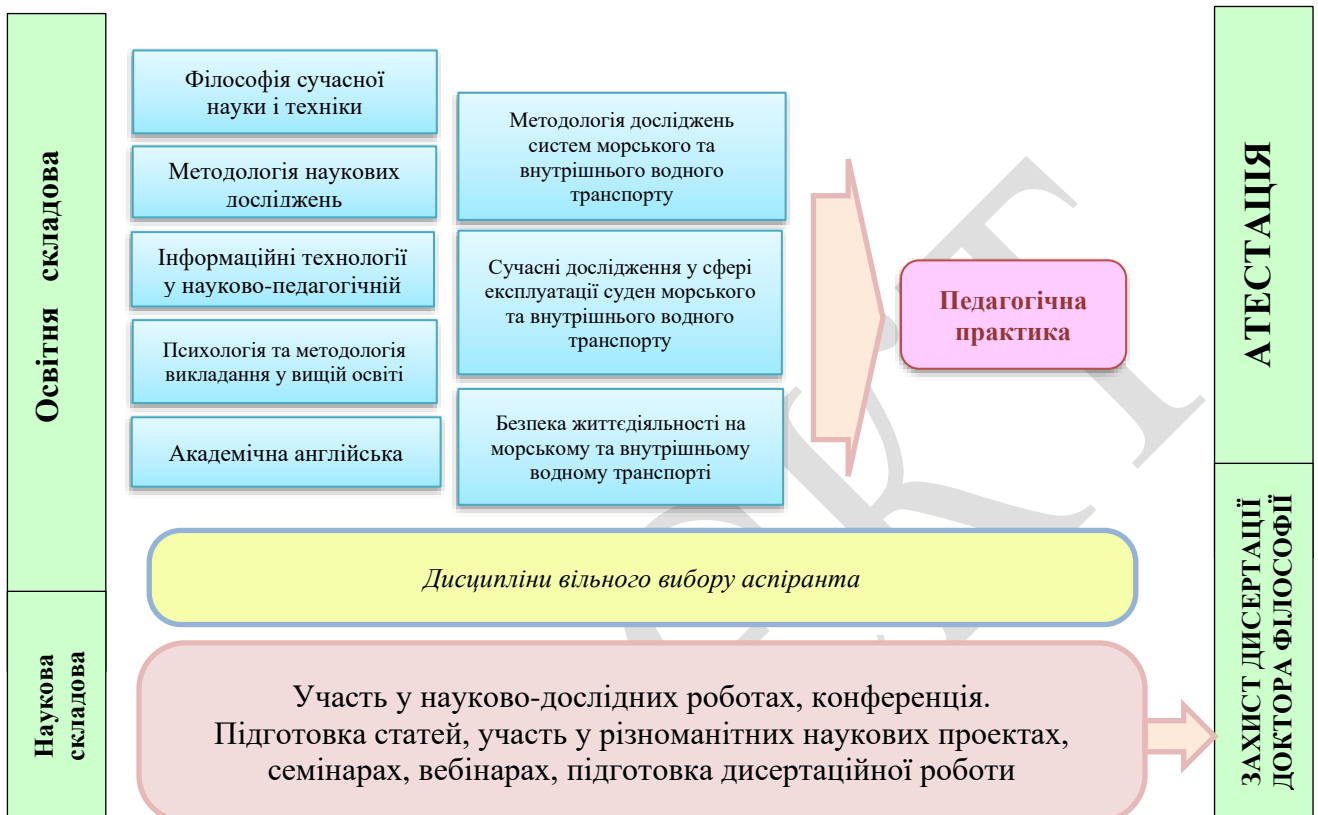 Освітня складова
Філософія сучасної
науки і техніки
Методологія наукових
досліджень
Інформаційні технології
у науково-педагогічній
Психологія та методологія
викладання у вищій освіті
Академічна англійська
Методологія досліджень
систем морського та
внутрішнього водного
транспорту
Сучасні дослідження у сфері
експлуатації суден морського
та внутрішнього водного
транспорту
Безпека життєдіяльності на
морському та внутрішньому
водному транспорті
Педагогічна
практика
АТЕСТАЦІЯ
Дисципліни вільного вибору аспіранта
Наукова
складова
Участь у науково-дослідних роботах, конференція.
Підготовка статей, участь у різноманітних наукових проектах,
семінарах, вебінарах, підготовка дисертаційної роботи
ЗАХИСТ ДИСЕРТАЦІЇ
ДОКТОРА ФІЛОСОФІЇ